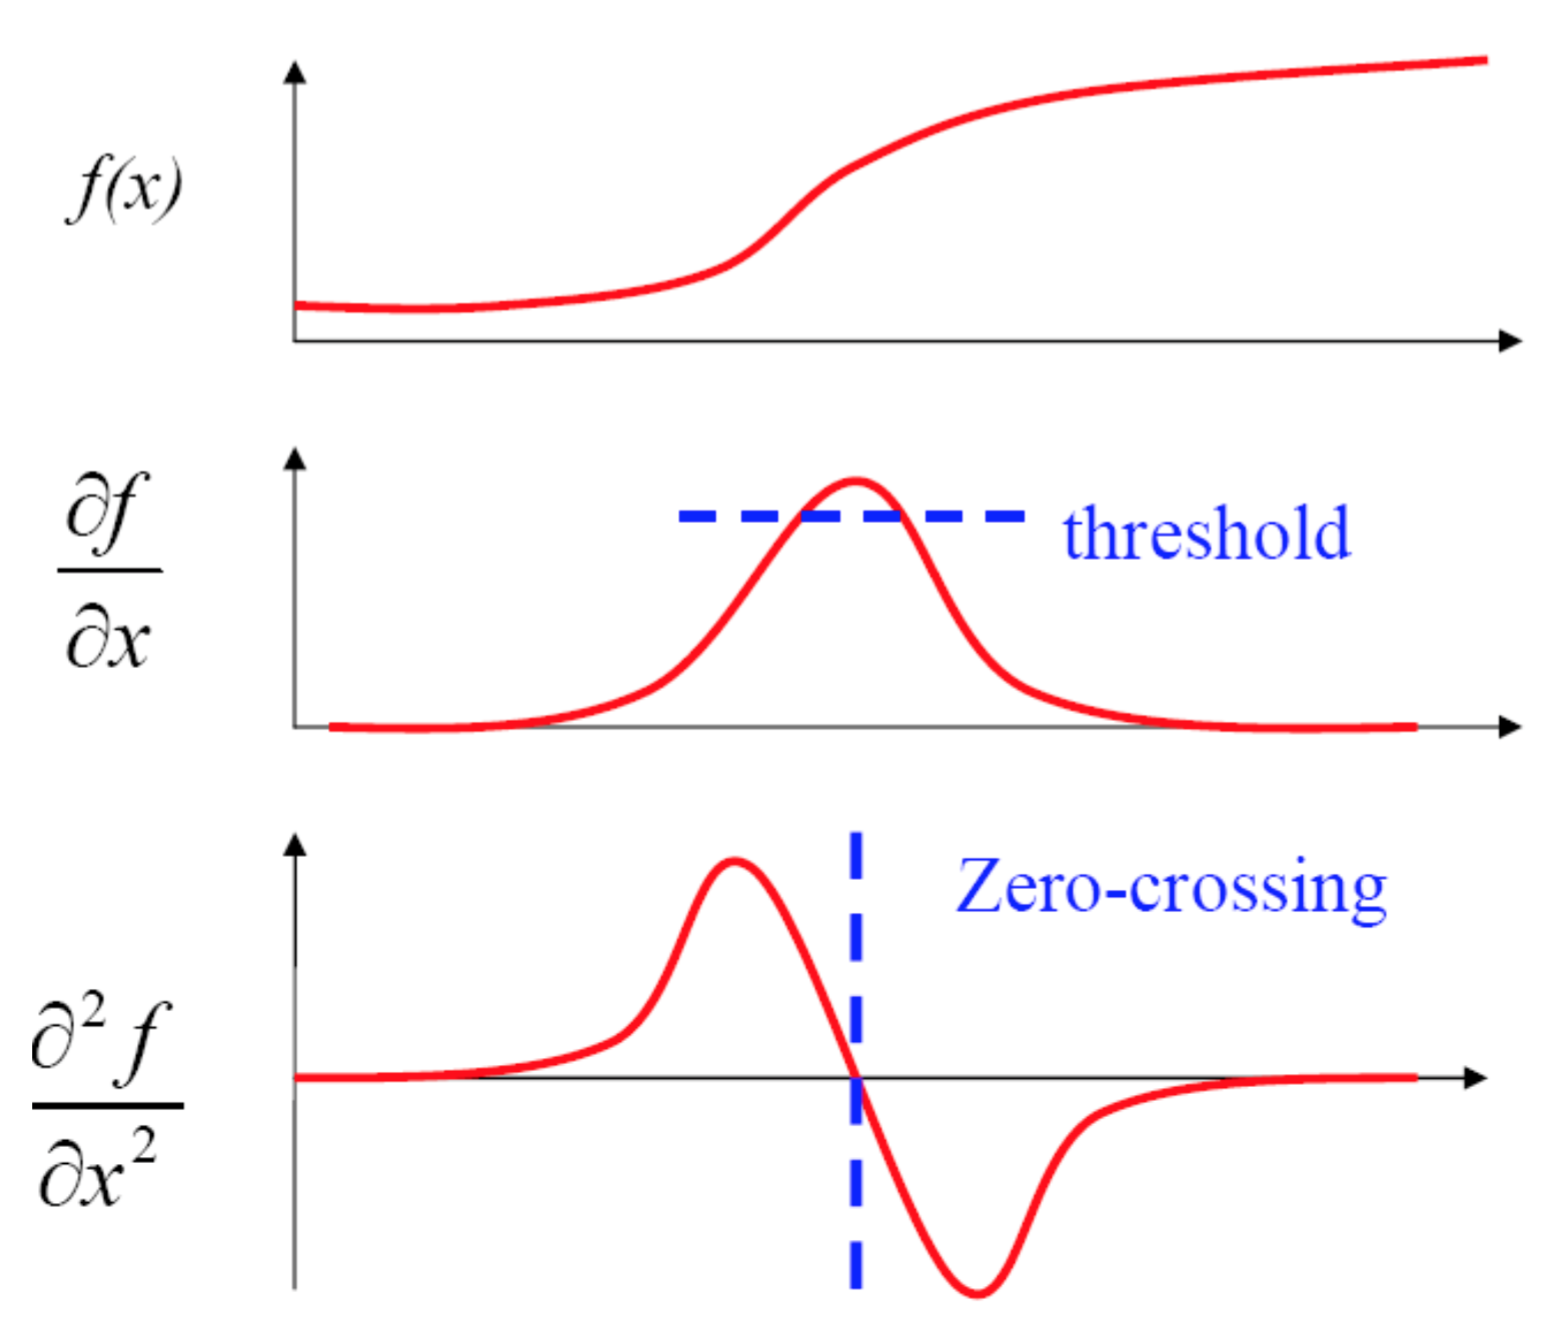 f(x)
∂f
∂x
threshold
Zero-crossing
∂² f
∂x²